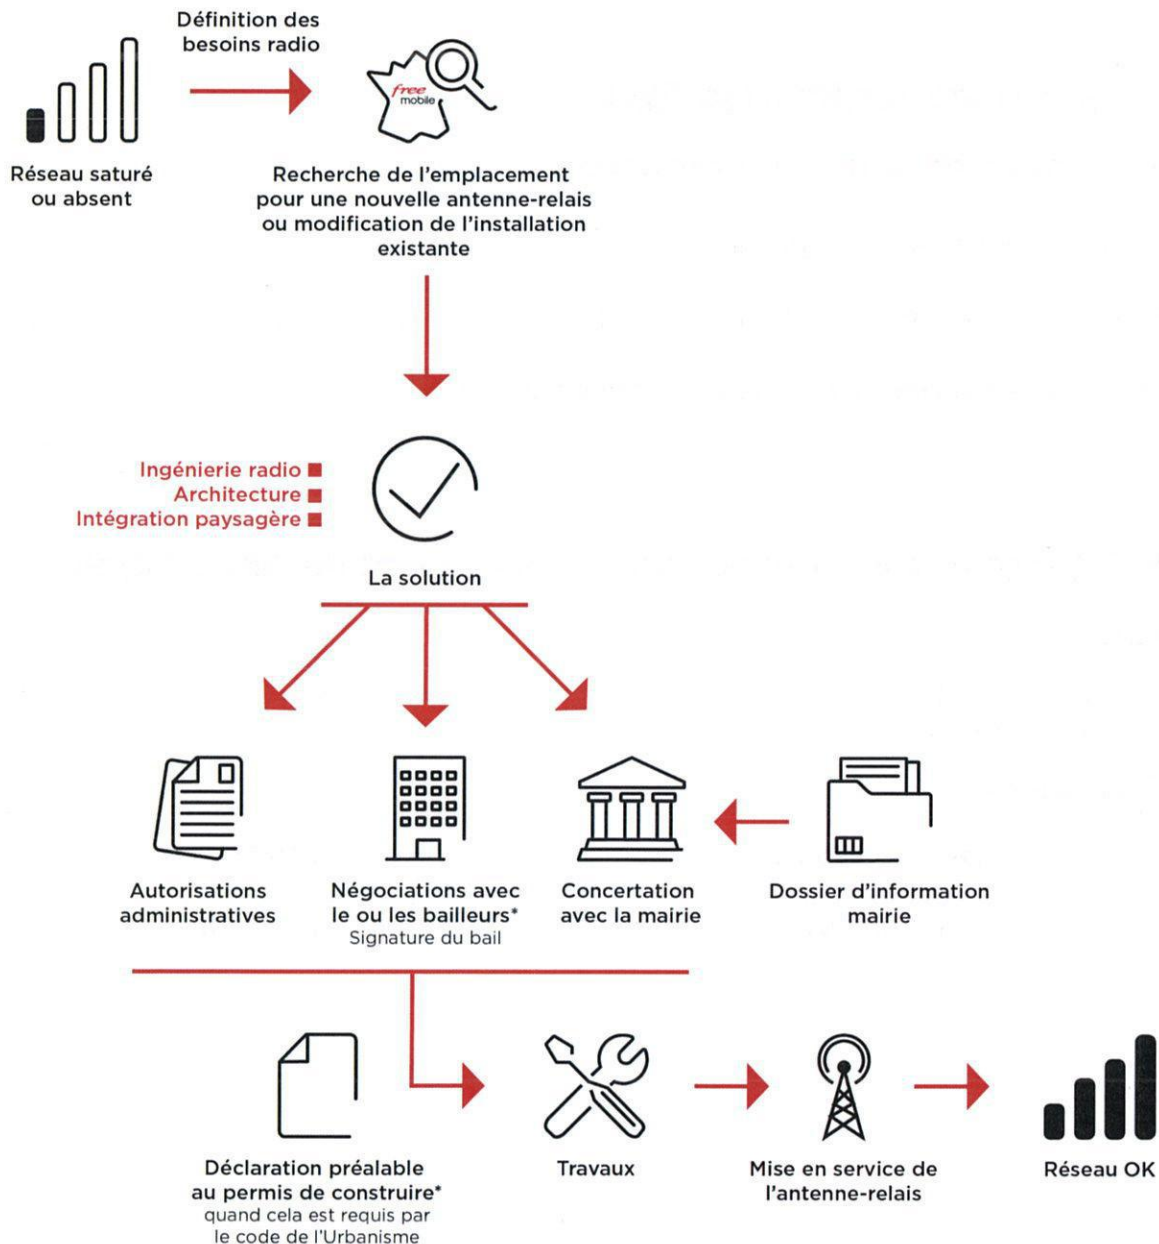 Définition des
besoins radio
free
mobile
Réseau saturé
ou absent
Recherche de l'emplacement
pour une nouvelle antenne-relais
ou modification de l'installation
existante
Ingénierie radio
Architecture
Intégration paysagère
La solution
Autorisations
administratives
Négociations avec
le ou les bailleurs*
Signature du bail
Concertation
avec la mairie
Dossier d'information
mairie
Déclaration préalable
au permis de construire*
quand cela est requis par
le code de l'Urbanisme
Travaux
Mise en service de
l'antenne-relais
Réseau OK